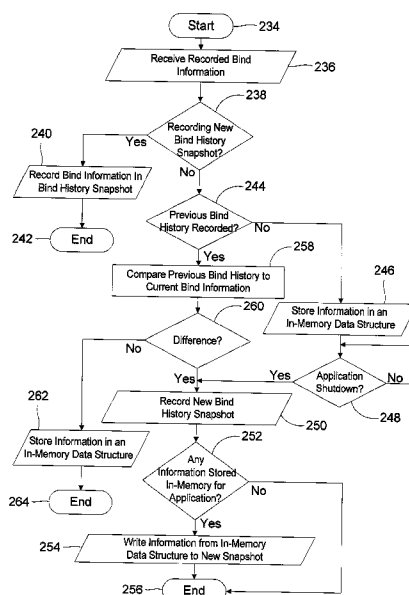 Start
234
Receive Recorded Bind
Information
236
238
Recording New
Bind History
Snapshot?
Yes
No
240
Record Bind Information In
Bind History Snapshot
242
End
244
Previous Bind
History Recorded?
No
Yes
258
Compare Previous Bind History to
Current Bind Information
246
Store Information in an
In-Memory Data Structure
260
Difference?
No
Yes
Yes
Application
Shutdown?
No
248
262
Store Information in an
In-Memory Data Structure
264
End
Record New Bind
History Snapshot
250
252
Any
Information Stored
In-Memory for
Application?
No
Yes
254
Write Information from In-Memory
Data Structure to New Snapshot
256
End